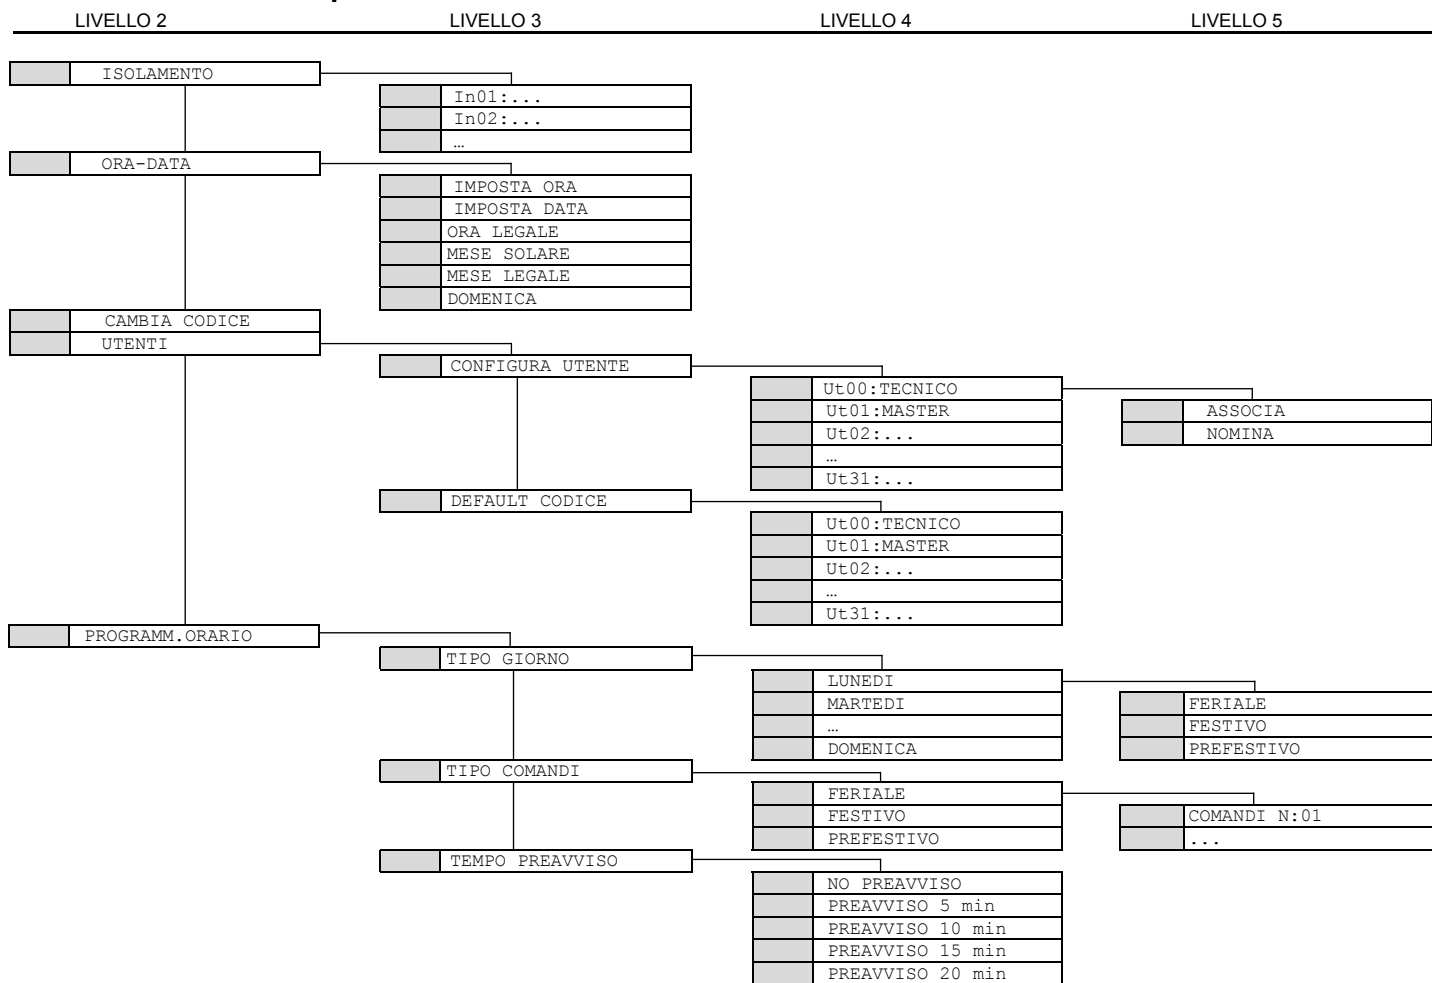 LIVELLO 2 LIVELLO 3 LIVELLO 4 LIVELLO 5
ISOLAMENTO
In01:...
In02:...
…
ORA-DATA
IMPOSTA ORA
IMPOSTA DATA
ORA LEGALE
MESE SOLARE
MESE LEGALE
DOMENICA
CAMBIA CODICE
UTENTI
CONFIGURA UTENTE
Ut00:TECNICO
Ut01:MASTER
Ut02:...
…
Ut31:...
ASSOCIA
NOMINA
DEFAULT CODICE
Ut00:TECNICO
Ut01:MASTER
Ut02:...
…
Ut31:...
PROGRAMM.ORARIO
TIPO GIORNO
LUNEDI
MARTEDI
…
DOMENICA
FERIALE
FESTIVO
PREFESTIVO
TIPO COMANDI
FERIALE
FESTIVO
PREFESTIVO
COMANDI N:01
...
TEMPO PREAVVISO
NO PREAVVISO
PREAVVISO 5 min
PREAVVISO 10 min
PREAVVISO 15 min
PREAVVISO 20 min